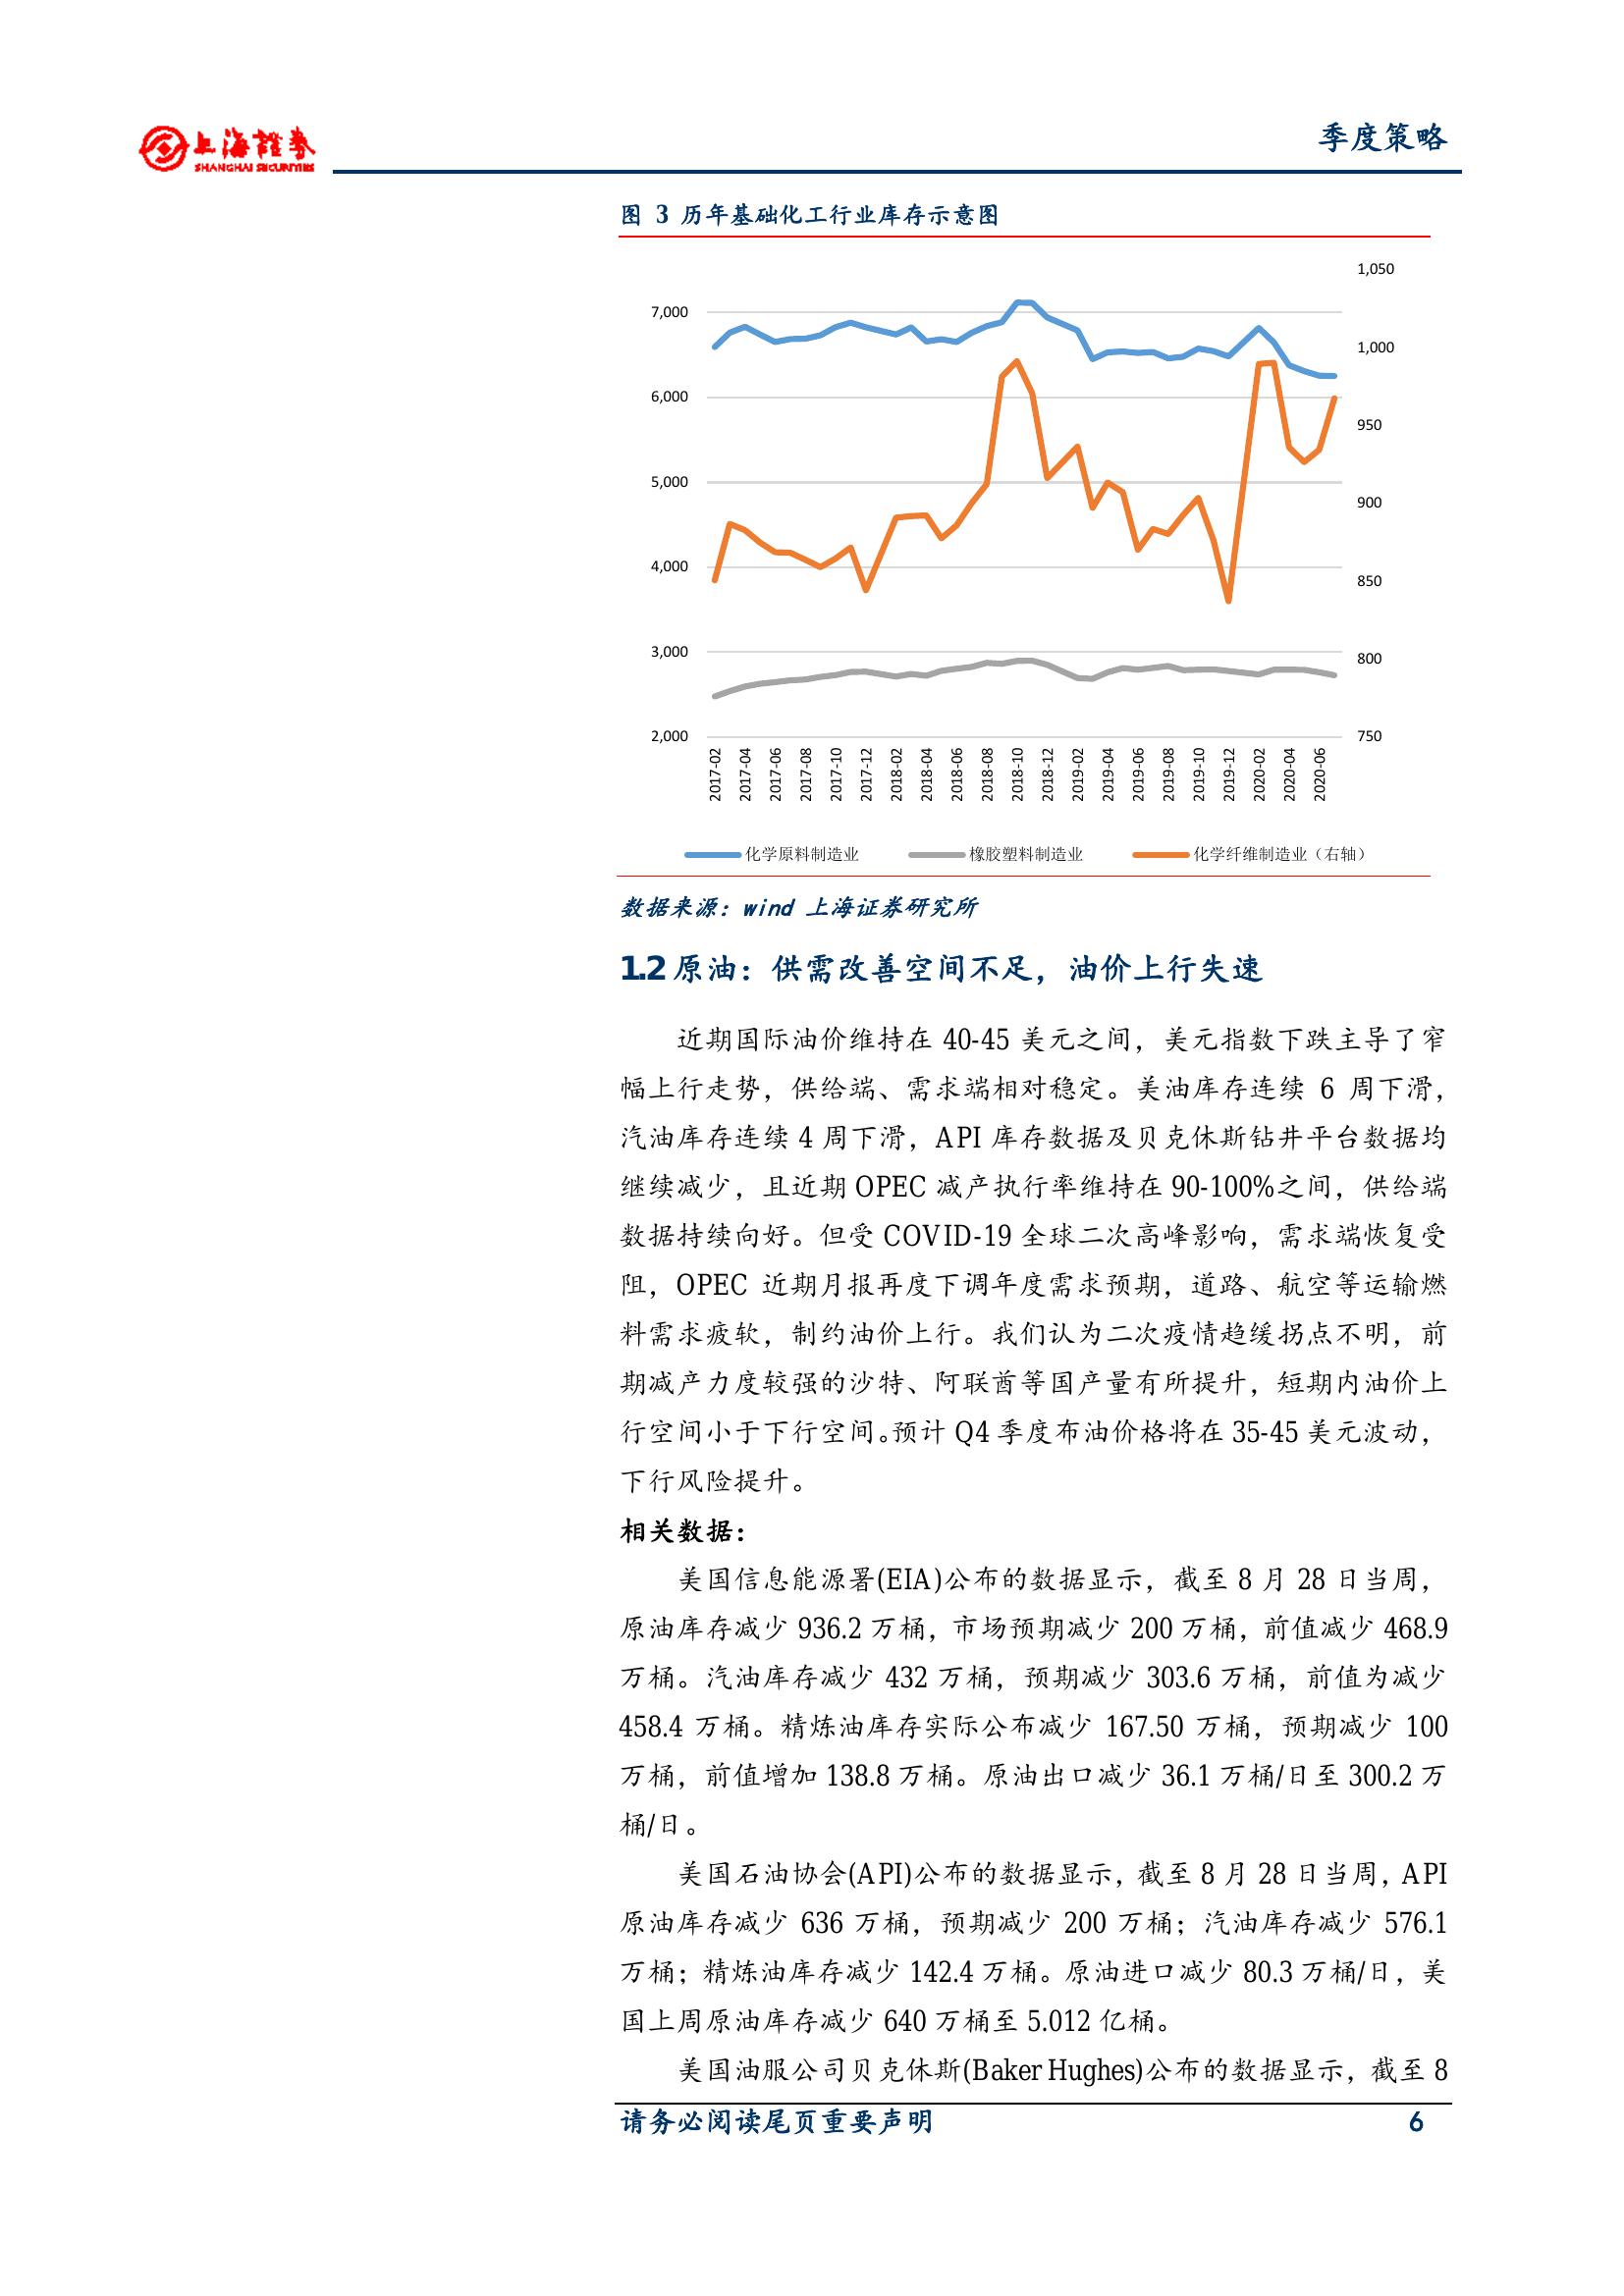 上海證券
SHANGHAI SECURITIES
季度策略
图 3 历年基础化工行业库存示意图
1,050
7,000
1,000
6,000
950
5,000
900
4,000
850
3,000
800
2,000
750
2017-02
2017-04
2017-06
2017-08
2017-10
2017-12
2018-02
2018-04
2018-06
2018-08
2018-10
2018-12
2019-02
2019-04
2019-06
2019-08
2019-10
2019-12
2020-02
2020-04
2020-06
化学原料制造业 橡胶塑料制造业 化学纤维制造业（右轴）
数据来源：wind 上海证券研究所
1.2 原油：供需改善空间不足，油价上行失速
近期国际油价维持在 40-45 美元之间，美元指数下跌主导了窄
幅上行走势，供给端、需求端相对稳定。美油库存连续 6 周下滑，
汽油库存连续 4 周下滑，API 库存数据及贝克休斯钻井平台数据均
继续减少，且近期 OPEC 减产执行率维持在 90-100%之间，供给端
数据持续向好。但受 COVID-19 全球二次高峰影响，需求端恢复受
阻，OPEC 近期月报再度下调年度需求预期，道路、航空等运输燃
料需求疲软，制约油价上行。我们认为二次疫情趋缓拐点不明，前
期减产力度较强的沙特、阿联酋等国产量有所提升，短期内油价上
行空间小于下行空间。预计 Q4 季度布油价格将在 35-45 美元波动，
下行风险提升。
相关数据：
美国信息能源署(EIA)公布的数据显示，截至 8 月 28 日当周，
原油库存减少 936.2 万桶，市场预期减少 200 万桶，前值减少 468.9
万桶。汽油库存减少 432 万桶，预期减少 303.6 万桶，前值为减少
458.4 万桶。精炼油库存实际公布减少 167.50 万桶，预期减少 100
万桶，前值增加 138.8 万桶。原油出口减少 36.1 万桶/日至 300.2 万
桶/日。
美国石油协会(API)公布的数据显示，截至 8 月 28 日当周，API
原油库存减少 636 万桶，预期减少 200 万桶；汽油库存减少 576.1
万桶；精炼油库存减少 142.4 万桶。原油进口减少 80.3 万桶/日，美
国上周原油库存减少 640 万桶至 5.012 亿桶。
美国油服公司贝克休斯(Baker Hughes)公布的数据显示，截至 8
请务必阅读尾页重要声明 6